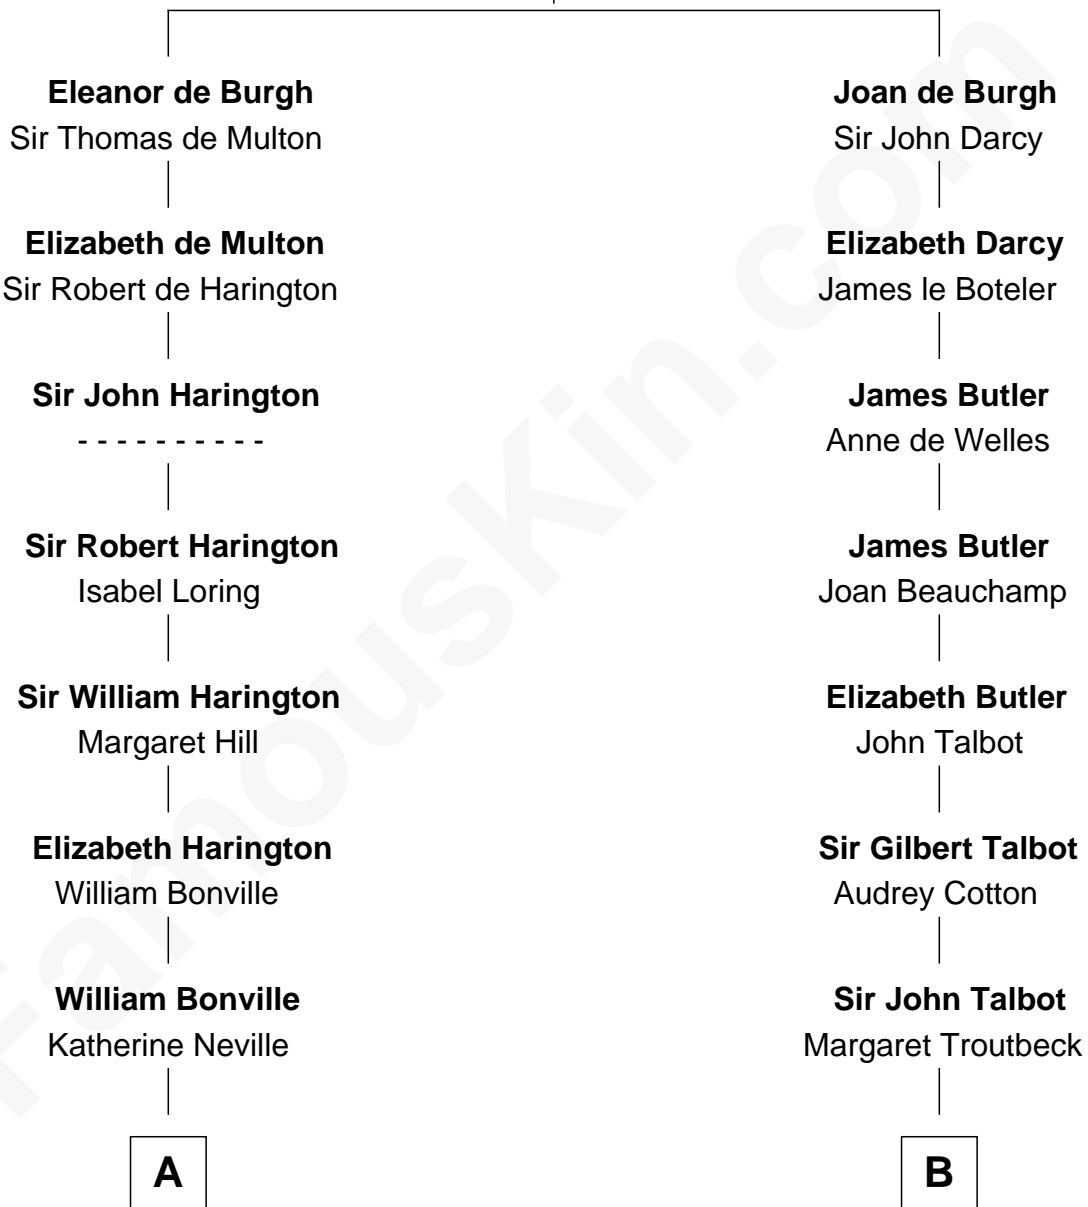 Eleanor de Burgh
Sir Thomas de Multon
Elizabeth de Multon
Sir Robert de Harington
Sir John Harington
- - - - - - - - - -
Sir Robert Harington
Isabel Loring
Sir William Harington
Margaret Hill
Elizabeth Harington
William Bonville
William Bonville
Katherine Neville
A
Joan de Burgh
Sir John Darcy
Elizabeth Darcy
James le Boteler
James Butler
Anne de Welles
James Butler
Joan Beauchamp
Elizabeth Butler
John Talbot
Sir Gilbert Talbot
Audrey Cotton
Sir John Talbot
Margaret Troutbeck
B
FamousKin.com